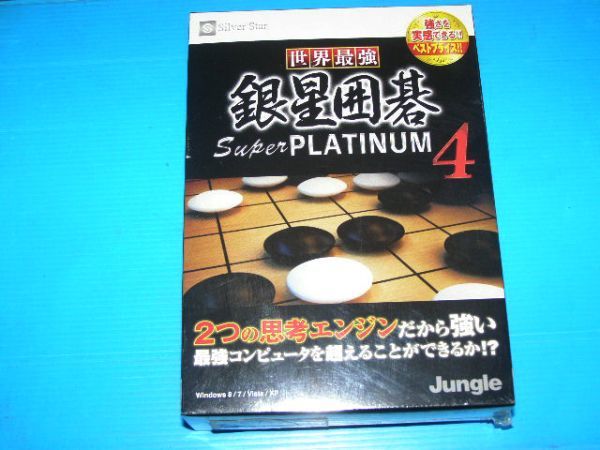 Silver Star
強さを
実感できる!!
ベストプライス!!
世界最強
銀星囲碁
Super PLATINUM 4
2つの思考エンジンだから強い
最強コンピュータを超えることができるか!?
Windows 8 / 7 / Vista / XP
Jungle